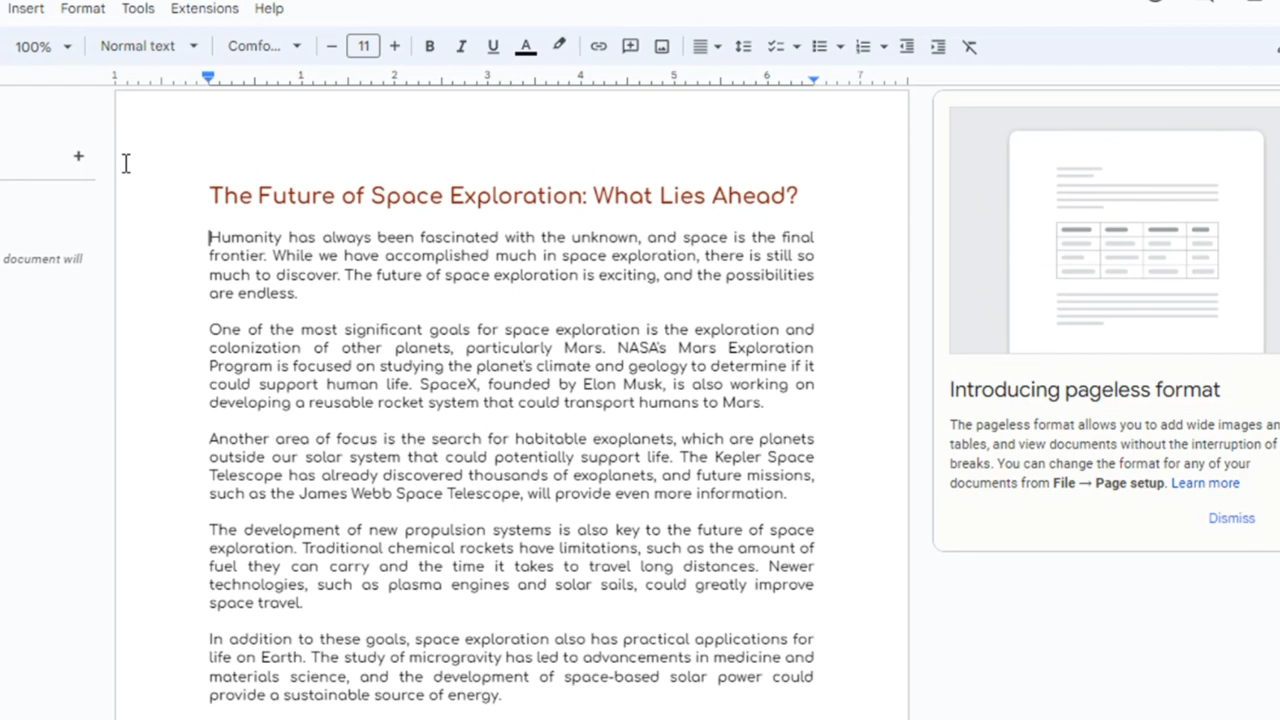 Insert Format Tools Extensions Help
100% Normal text Comfo... 11 B I U A
1 1 2 3 4 5 6 7
document will
The Future of Space Exploration: What Lies Ahead?
Humanity has always been fascinated with the unknown, and space is the final
frontier. While we have accomplished much in space exploration, there is still so
much to discover. The future of space exploration is exciting, and the possibilities
are endless.
One of the most significant goals for space exploration is the exploration and
colonization of other planets, particularly Mars. NASA's Mars Exploration
Program is focused on studying the planet's climate and geology to determine if it
could support human life. SpaceX, founded by Elon Musk, is also working on
developing a reusable rocket system that could transport humans to Mars.
Another area of focus is the search for habitable exoplanets, which are planets
outside our solar system that could potentially support life. The Kepler Space
Telescope has already discovered thousands of exoplanets, and future missions,
such as the James Webb Space Telescope, will provide even more information.
The development of new propulsion systems is also key to the future of space
exploration. Traditional chemical rockets have limitations, such as the amount of
fuel they can carry and the time it takes to travel long distances. Newer
technologies, such as plasma engines and solar sails, could greatly improve
space travel.
In addition to these goals, space exploration also has practical applications for
life on Earth. The study of microgravity has led to advancements in medicine and
materials science, and the development of space-based solar power could
provide a sustainable source of energy.
Introducing pageless format
The pageless format allows you to add wide images an
tables, and view documents without the interruption of
breaks. You can change the format for any of your
documents from File → Page setup. Learn more
Dismiss